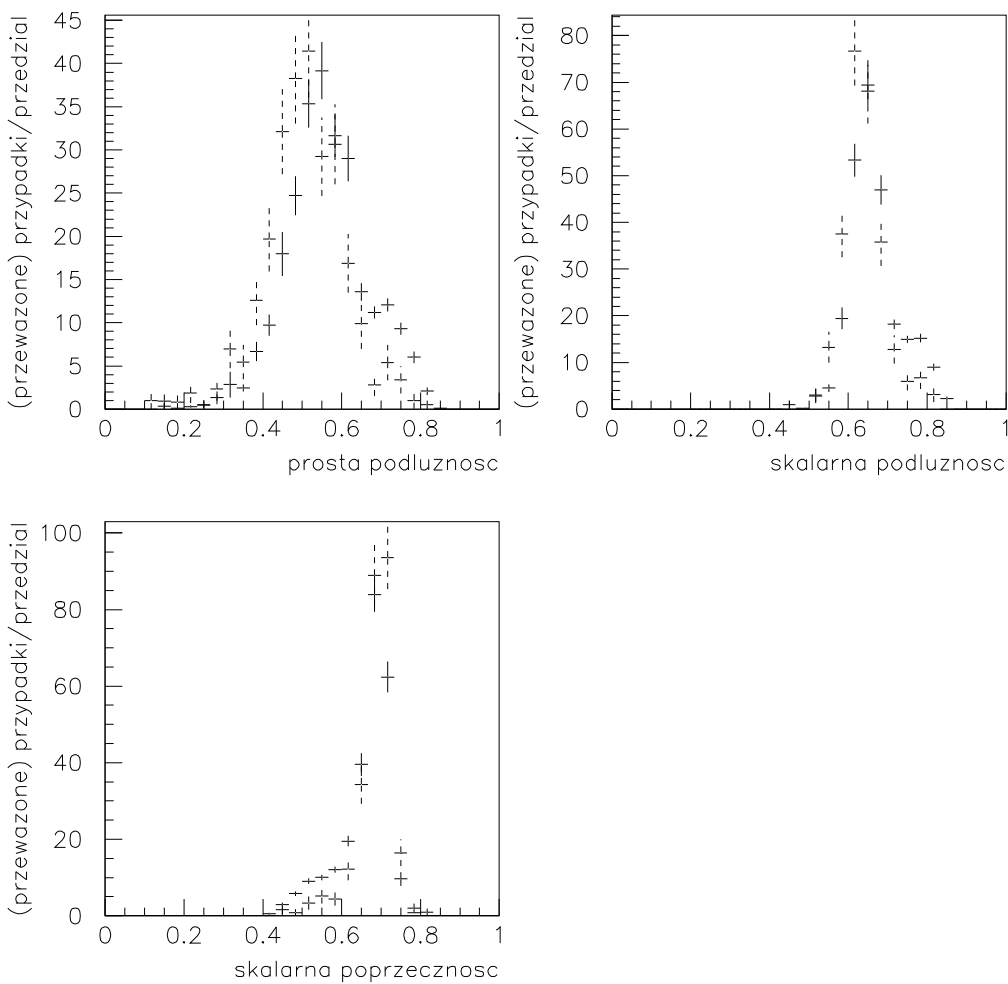 (przewazone) przypadki/przedzial
45
40
35
30
25
20
15
10
5
0
0 0.2 0.4 0.6 0.8 1
prosta podluznosc
(przewazone) przypadki/przedzial
80
70
60
50
40
30
20
10
0
0 0.2 0.4 0.6 0.8 1
skalarna podluznosc
(przewazone) przypadki/przedzial
100
80
60
40
20
0
0 0.2 0.4 0.6 0.8 1
skalarna poprzecznosc